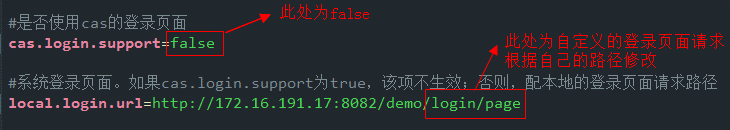 #是否使用cas的登录页面
此处为false
cas.login.support=false
此处为自定义的登录页面请求
根据自己的路径修改
#系统登录页面。如果cas.login.support为true，该项不生效；否则，配本地的登录页面请求路径
local.login.url=http://172.16.191.17:8082/demo/login/page